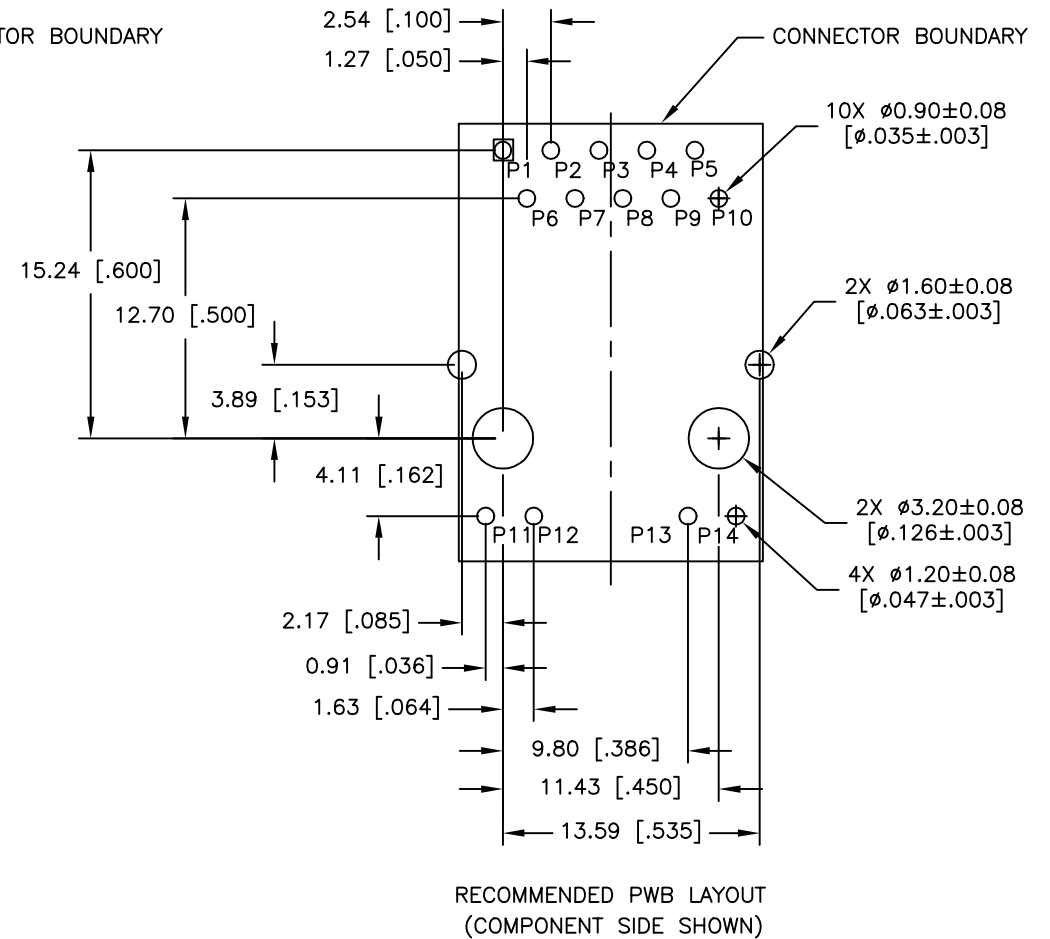 TOR BOUNDARY
2.54 [.100]
1.27 [.050]
CONNECTOR BOUNDARY
10X ø0.90±0.08
[ø.035±.003]
P1 P2 P3 P4 P5
P6 P7 P8 P9 P10
15.24 [.600]
12.70 [.500]
2X ø1.60±0.08
[ø.063±.003]
3.89 [.153]
4.11 [.162]
2X ø3.20±0.08
[ø.126±.003]
P11 P12 P13 P14
4X ø1.20±0.08
[ø.047±.003]
2.17 [.085]
0.91 [.036]
1.63 [.064]
9.80 [.386]
11.43 [.450]
13.59 [.535]
RECOMMENDED PWB LAYOUT
(COMPONENT SIDE SHOWN)